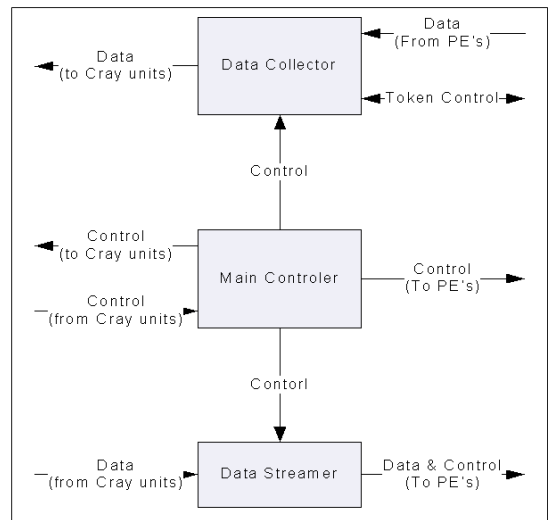 Data
(From PE's)
Data
(to Cray units)
Data Collector
Token Control
Control
Control
(to Cray units)
Main Controler
Control
(To PE's)
Control
(from Cray units)
Contorl
Data
(from Cray units)
Data Streamer
Data & Control
(To PE's)